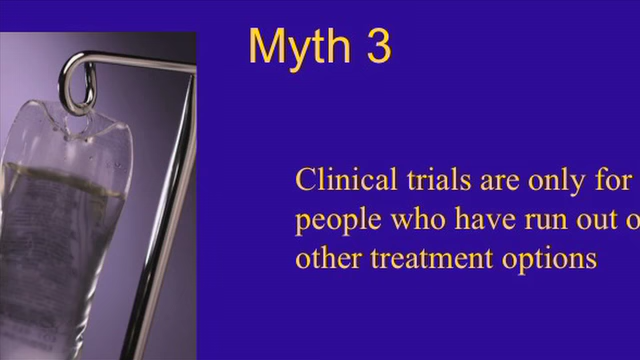 Myth 3
Clinical trials are only for
people who have run out o
other treatment options